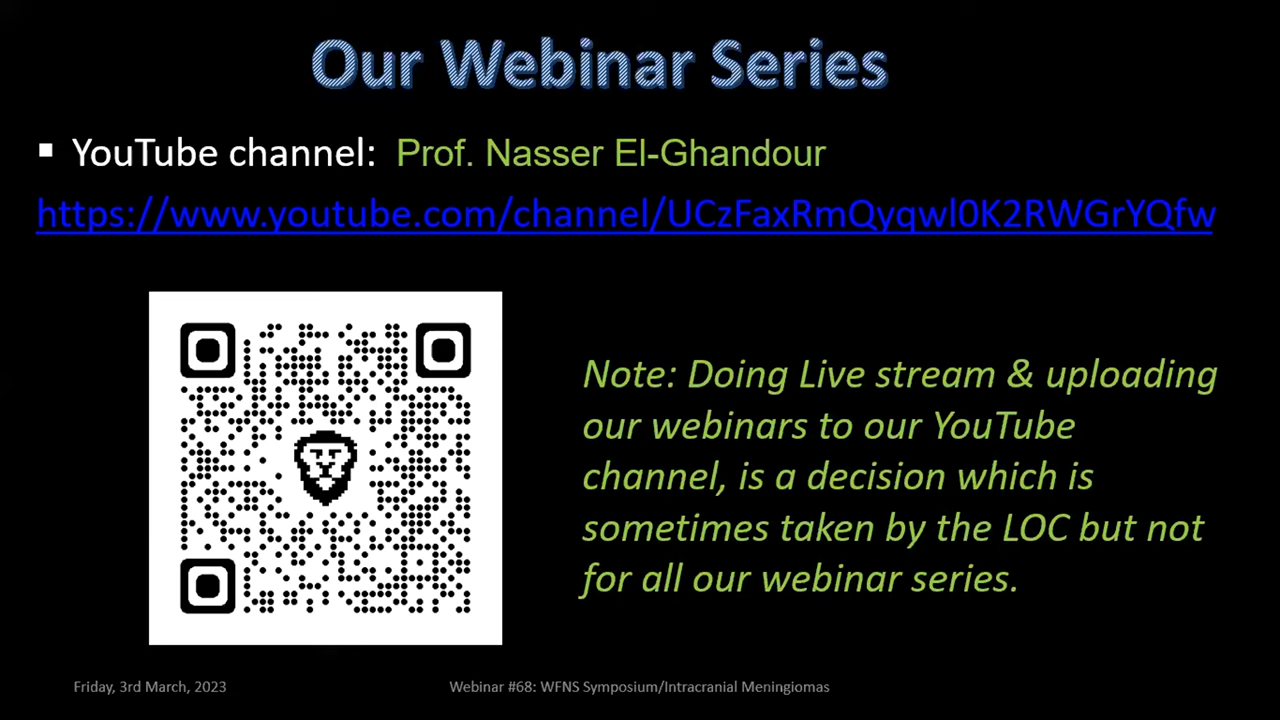 Our Webinar Series
▪ YouTube channel: Prof. Nasser El-Ghandour
https://www.youtube.com/channel/UCzFaxRmQyqwl0K2RWGrYQfw
Note: Doing Live stream & uploading
our webinars to our YouTube
channel, is a decision which is
sometimes taken by the LOC but not
for all our webinar series.
Friday, 3rd March, 2023
Webinar #68: WFNS Symposium/Intracranial Meningiomas